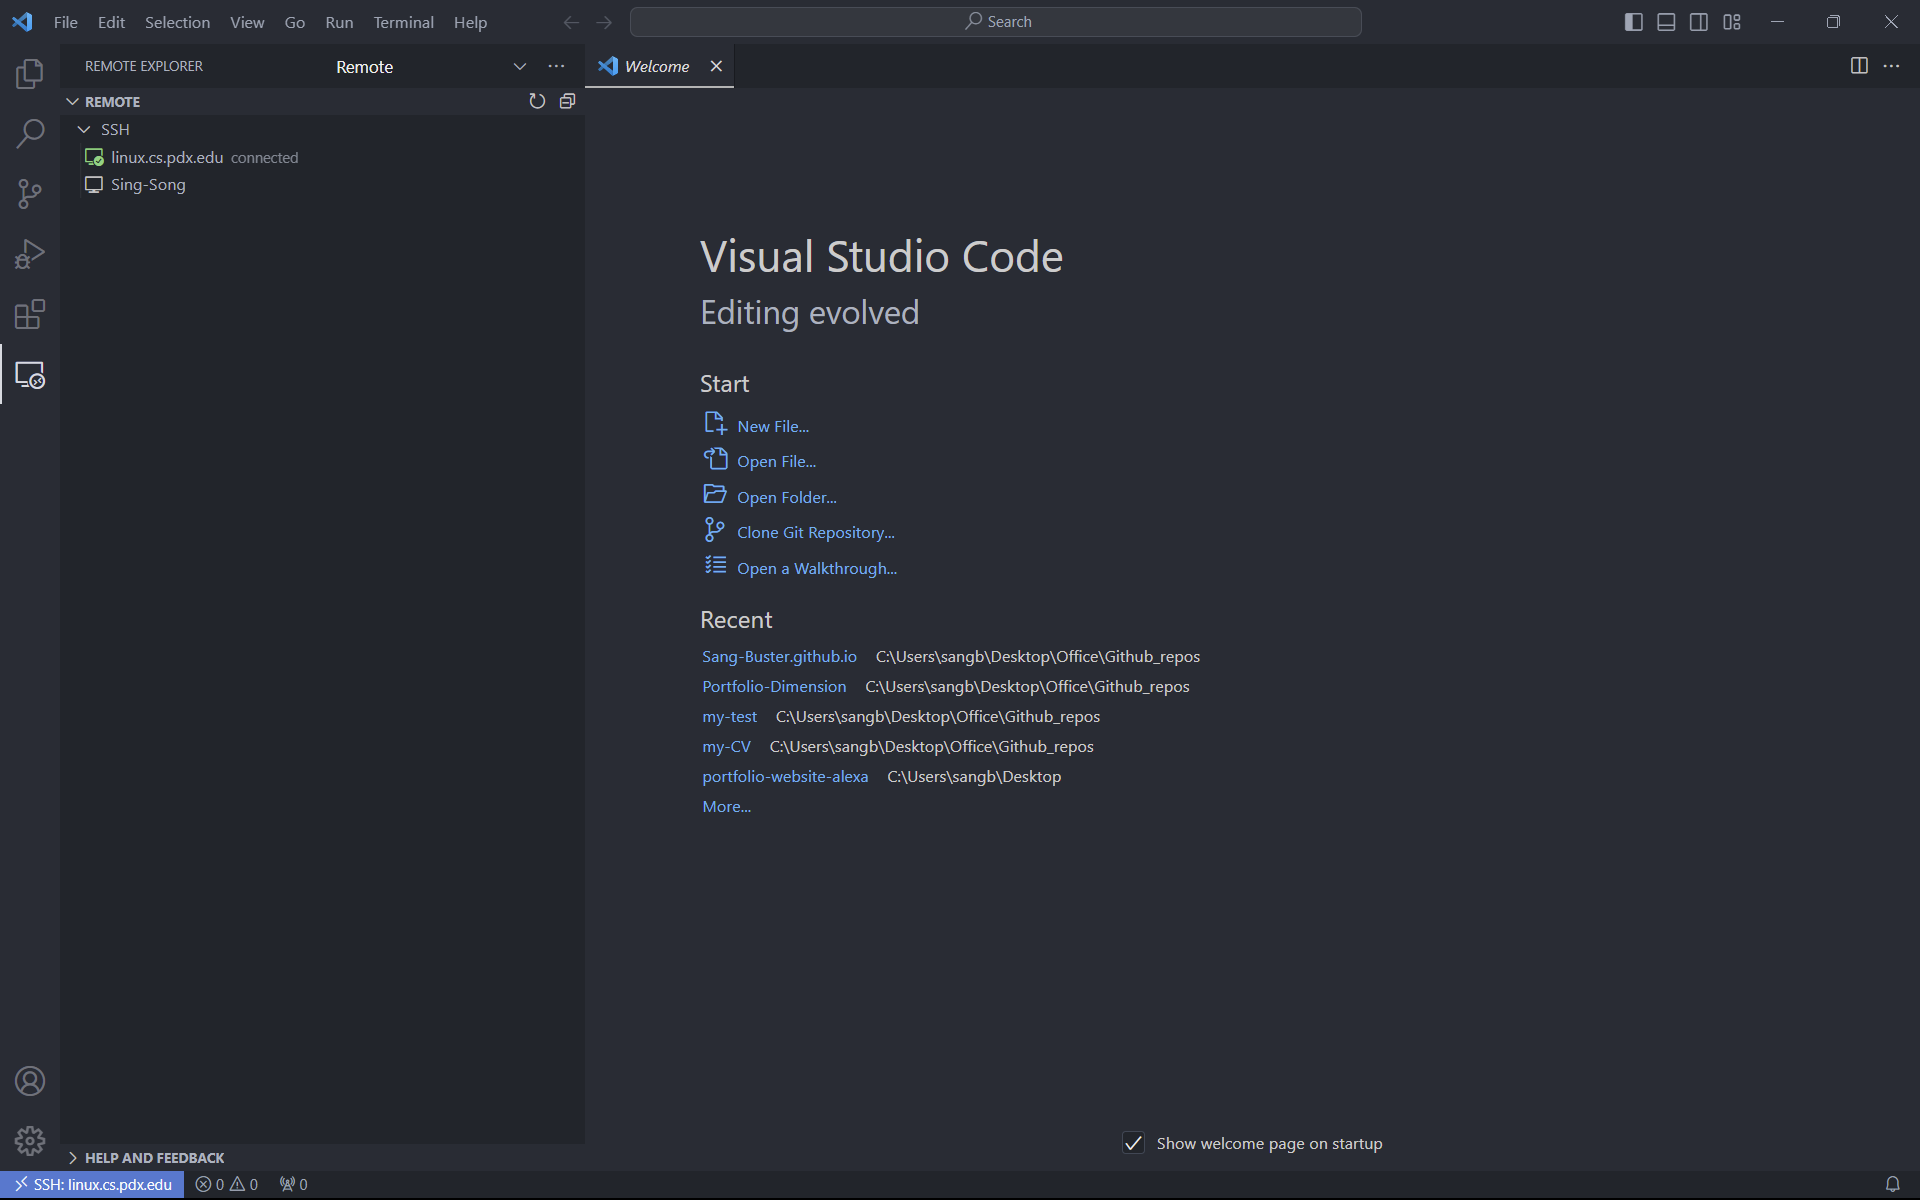 File Edit Selection View Go Run Terminal Help Search
REMOTE EXPLORER Remote Welcome
REMOTE
SSH
linux.cs.pdx.edu connected
Sing-Song
Visual Studio Code
Editing evolved
Start
New File...
Open File...
Open Folder...
Clone Git Repository...
Open a Walkthrough...
Recent
Sang-Buster.github.io C:\Users\sangb\Desktop\Office\Github_repos
Portfolio-Dimension C:\Users\sangb\Desktop\Office\Github_repos
my-test C:\Users\sangb\Desktop\Office\Github_repos
my-CV C:\Users\sangb\Desktop\Office\Github_repos
portfolio-website-alexa C:\Users\sangb\Desktop
More...
Show welcome page on startup
HELP AND FEEDBACK
SSH: linux.cs.pdx.edu 0 0 0